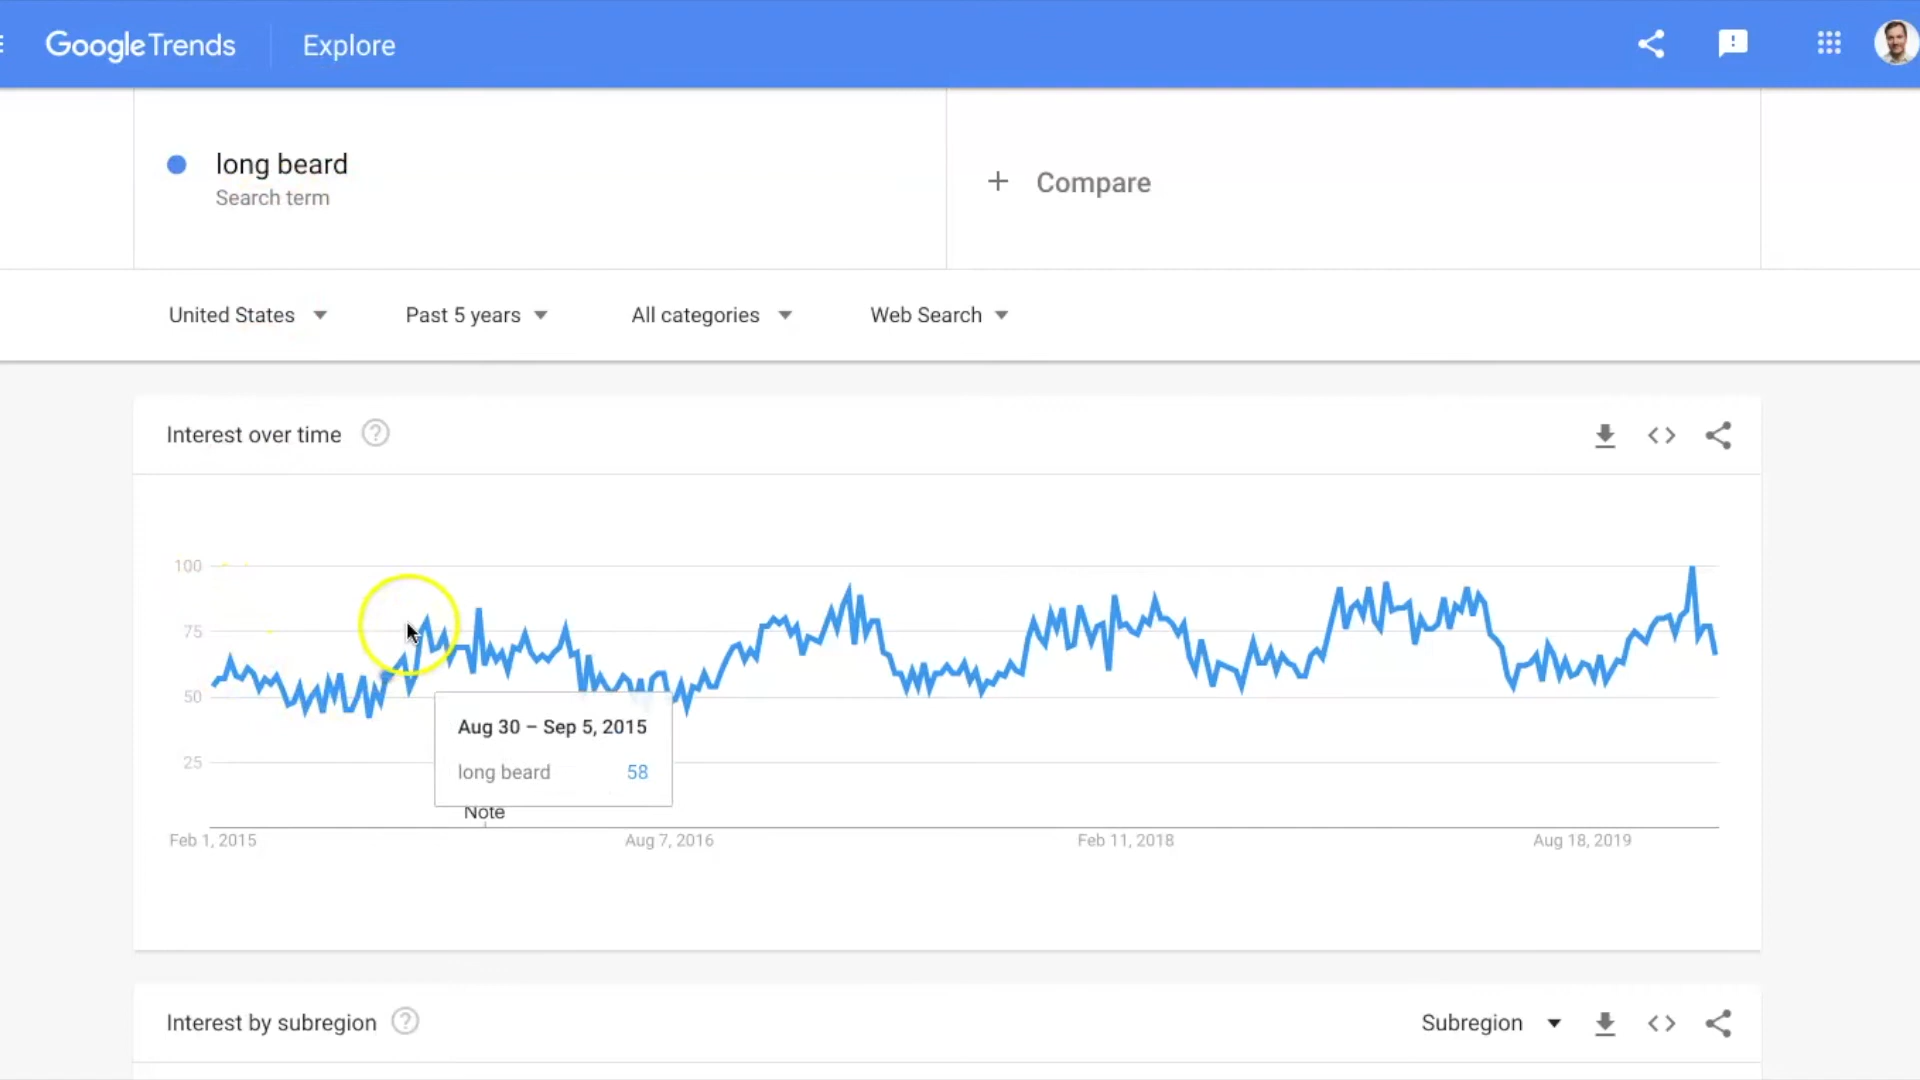 Google Trends Explore
long beard
Search term
+ Compare
United States Past 5 years All categories Web Search
Interest over time ?
100
75
50
25
Aug 30 – Sep 5, 2015
long beard 58
Note
Feb 1, 2015 Aug 7, 2016 Feb 11, 2018 Aug 18, 2019
Interest by subregion ? Subregion